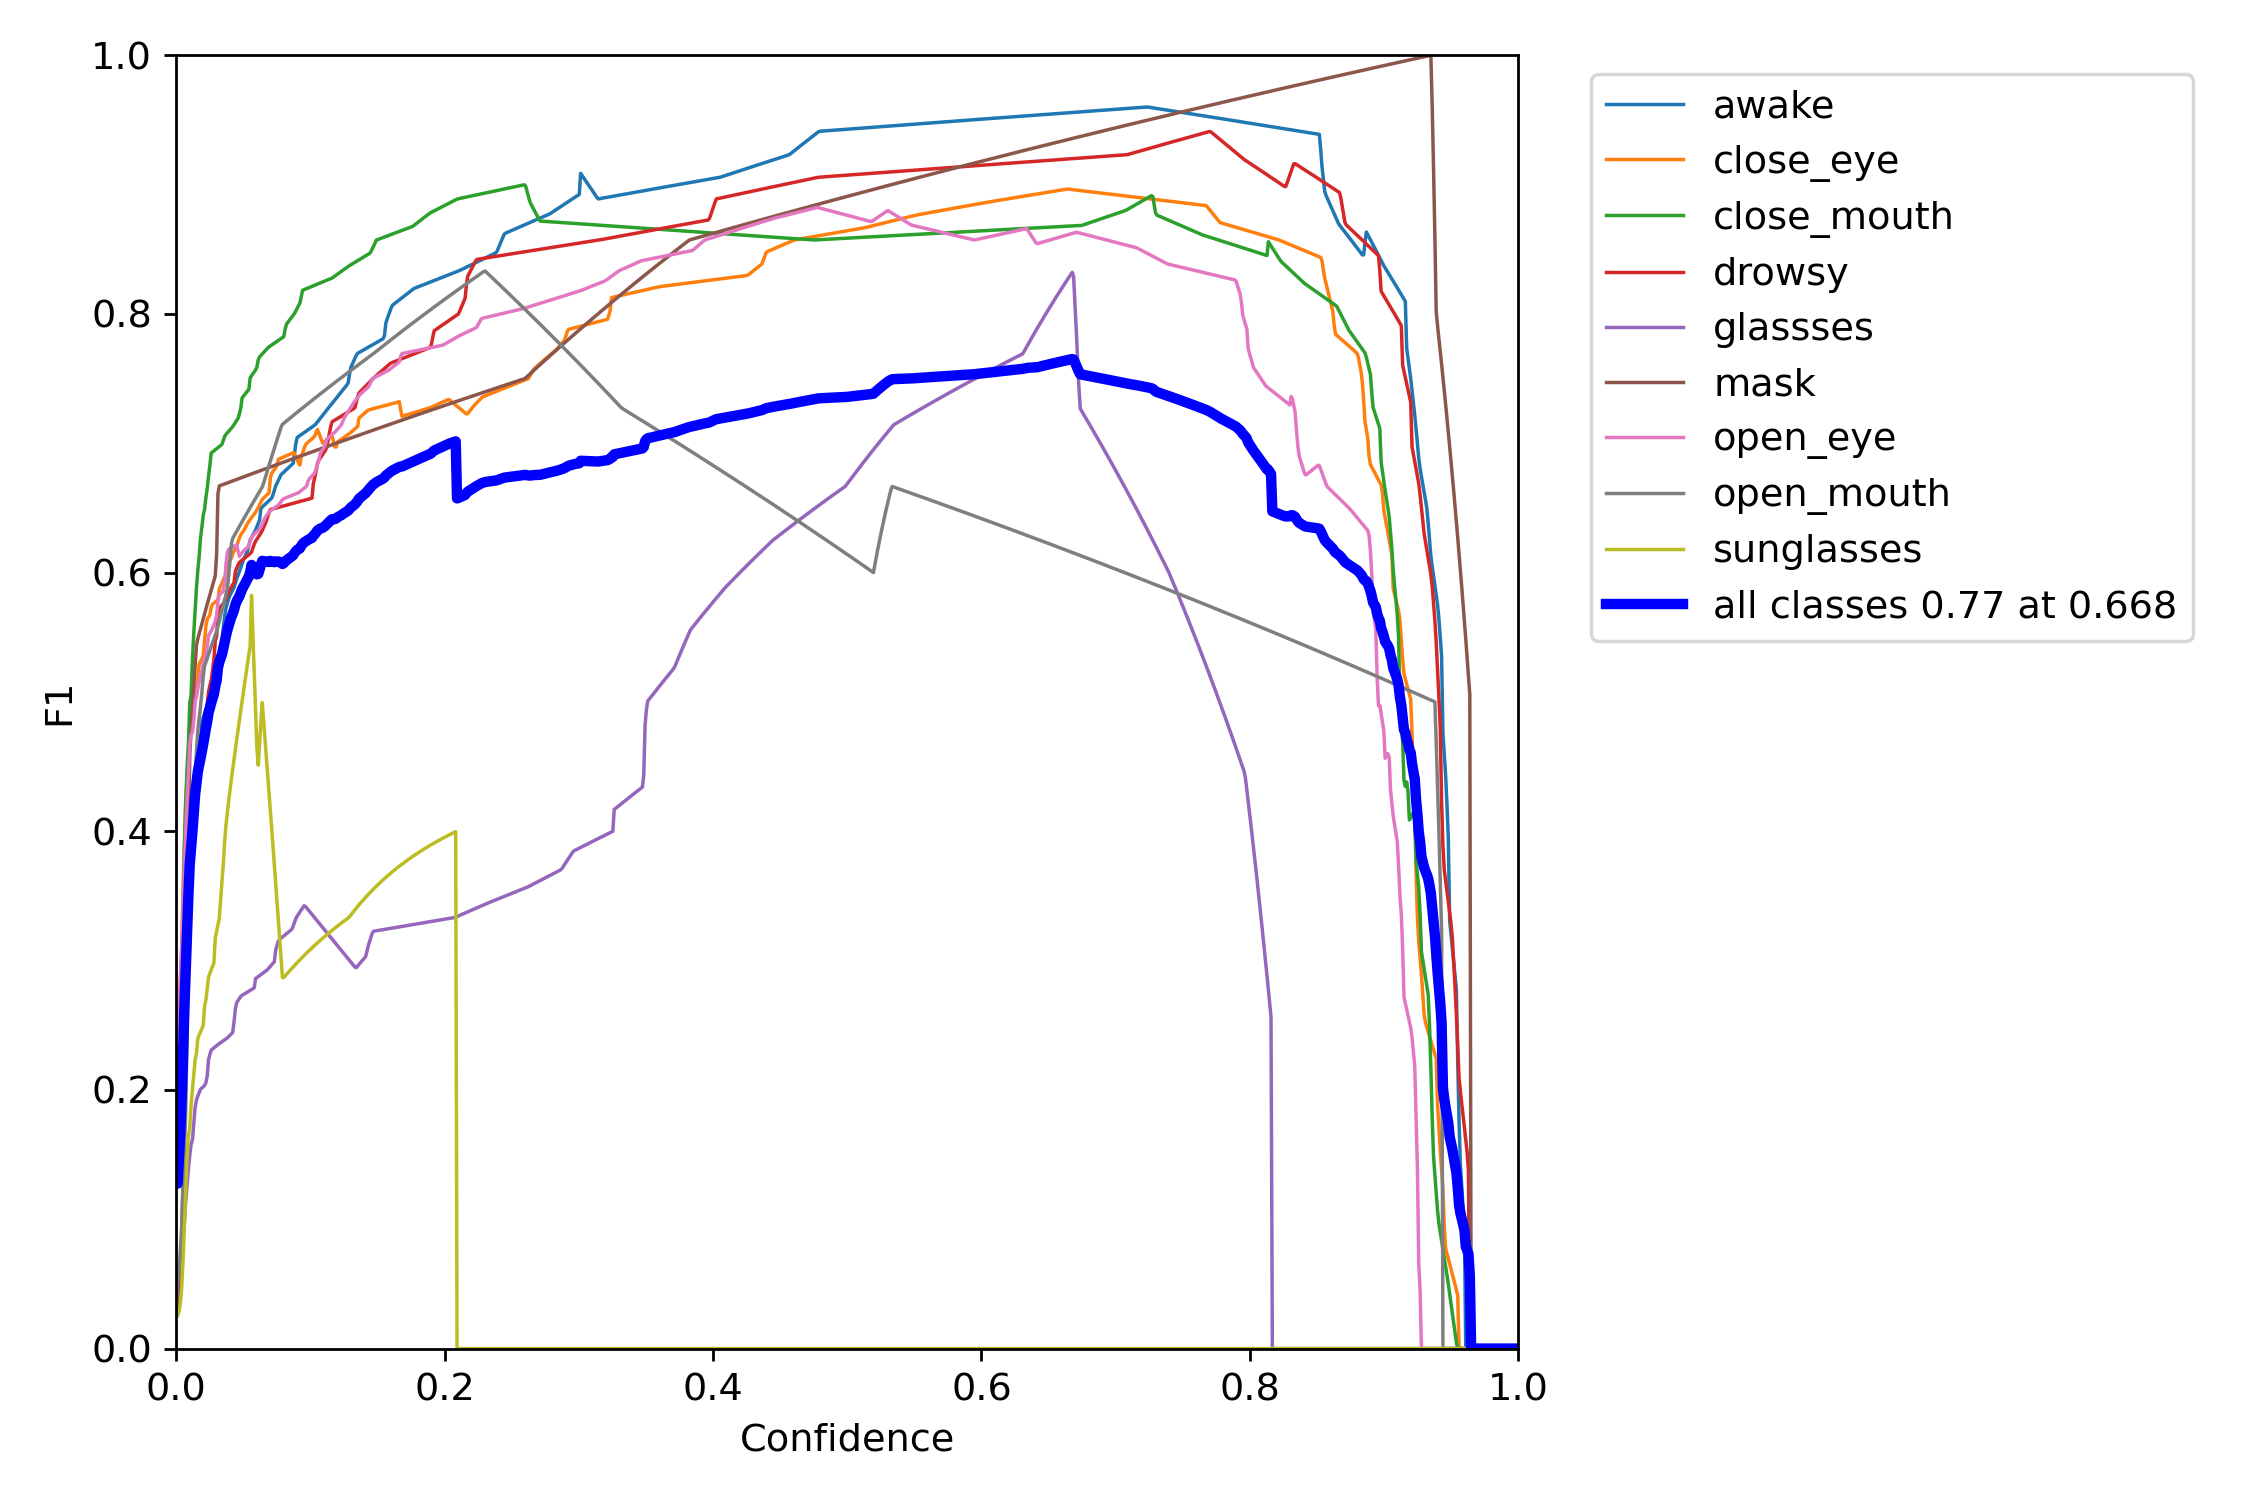 1.0
0.8
0.6
0.4
0.2
0.0
F1
0.0 0.2 0.4 0.6 0.8 1.0
Confidence
awake
close_eye
close_mouth
drowsy
glassses
mask
open_eye
open_mouth
sunglasses
all classes 0.77 at 0.668